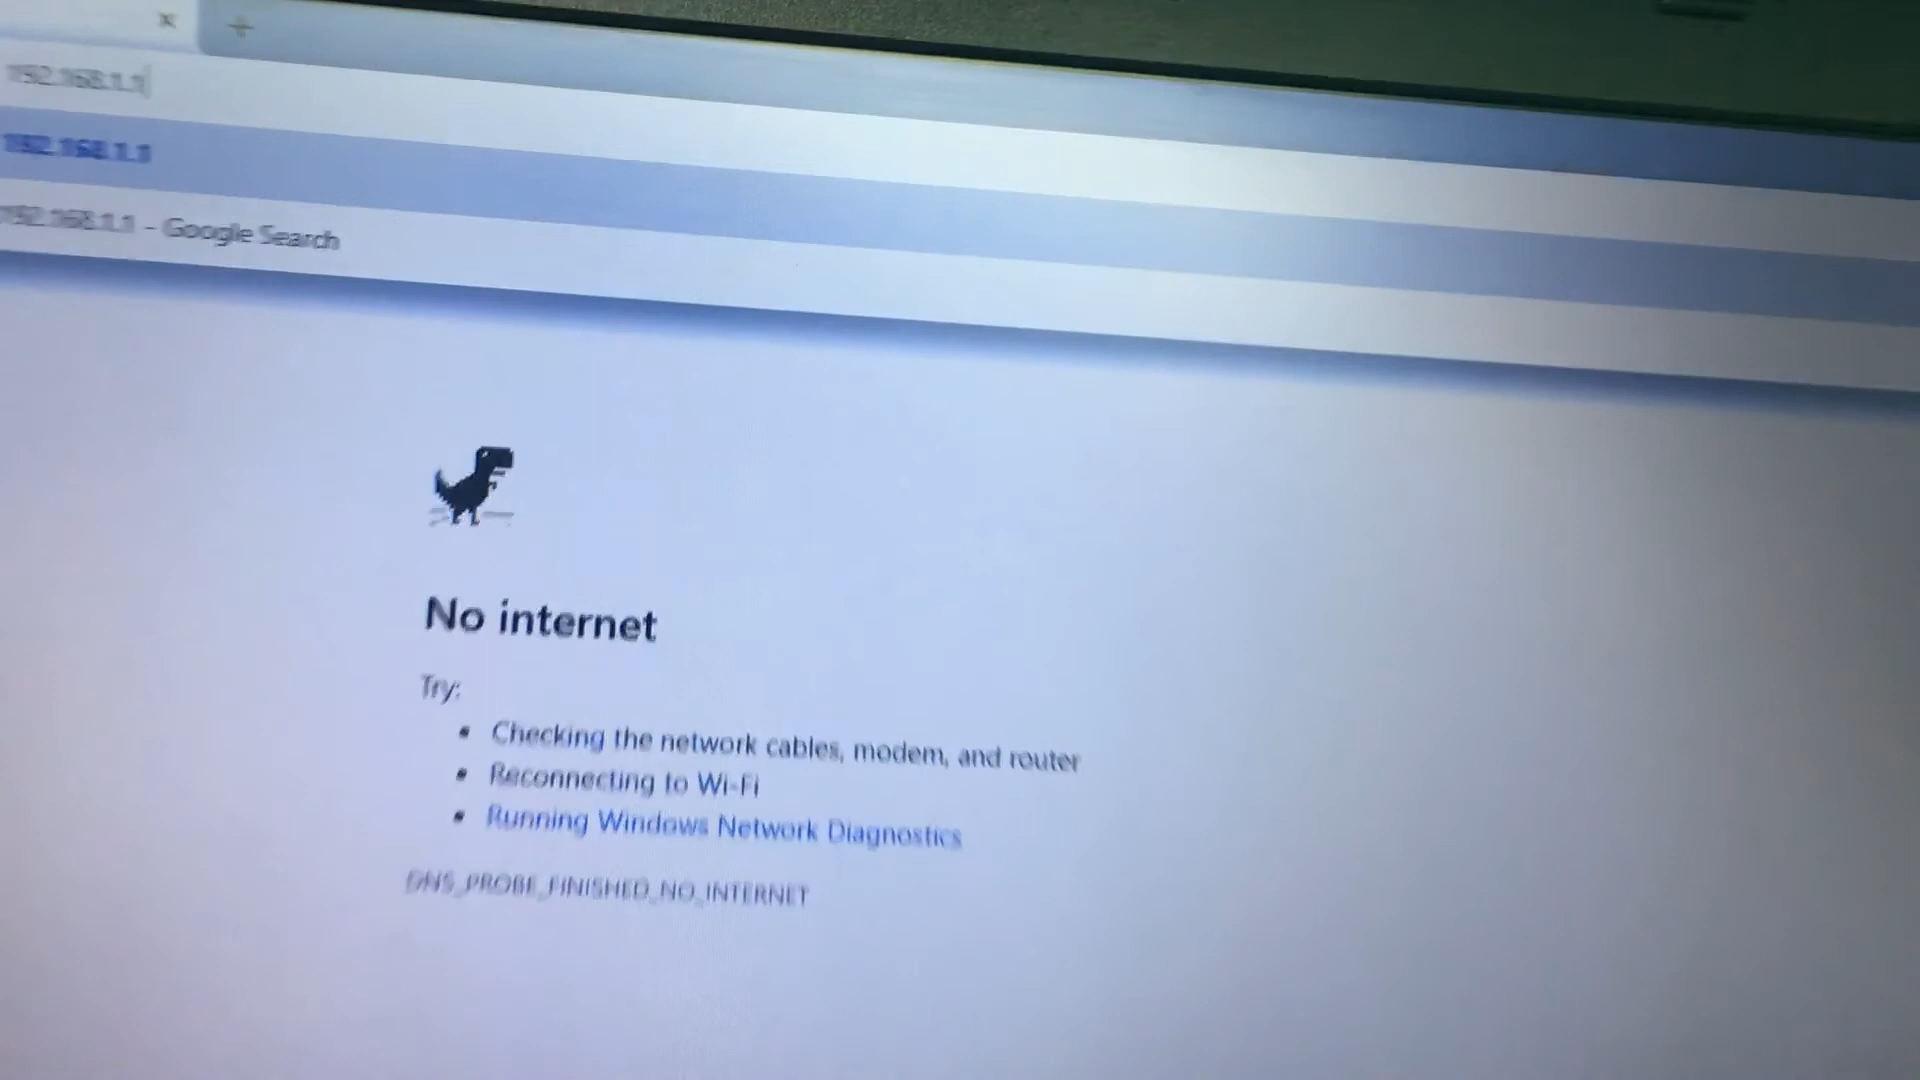 192.168.1.1
192.168.1.1
192.168.1.1 - Google Search
No internet
Try:
Checking the network cables, modem, and router
Reconnecting to Wi-Fi
Running Windows Network Diagnostics
DNS_PROBE_FINISHED_NO_INTERNET